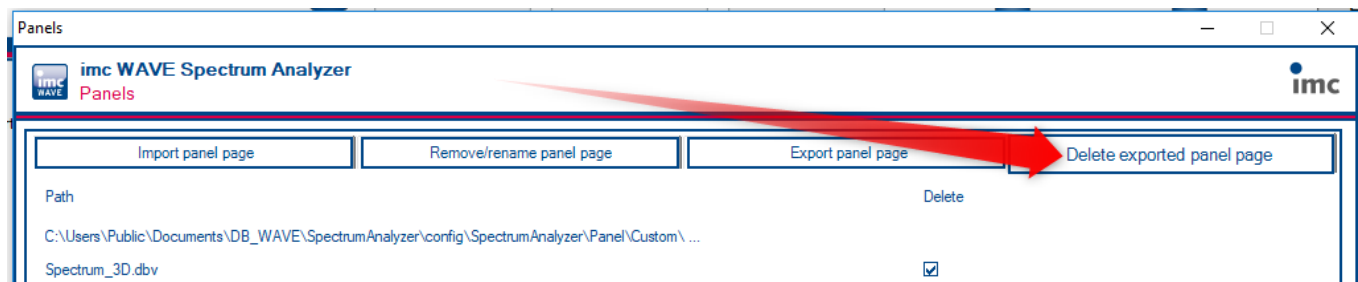 Panels
imc WAVE Spectrum Analyzer
imc WAVE
Panels
imc
Import panel page
Remove/rename panel page
Export panel page
Delete exported panel page
Path
Delete
C:\Users\Public\Documents\DB_WAVE\SpectrumAnalyzer\config\SpectrumAnalyzer\Panel\Custom\ ...
Spectrum_3D.dbv